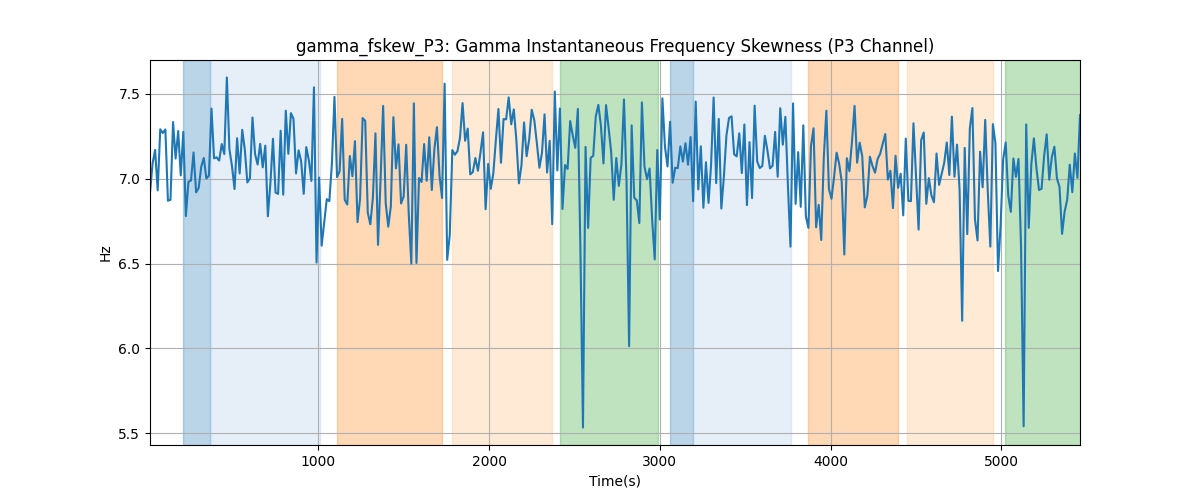 gamma_fskew_P3: Gamma Instantaneous Frequency Skewness (P3 Channel)
7.5
7.0
6.5
6.0
5.5
Hz
1000 2000 3000 4000 5000
Time(s)